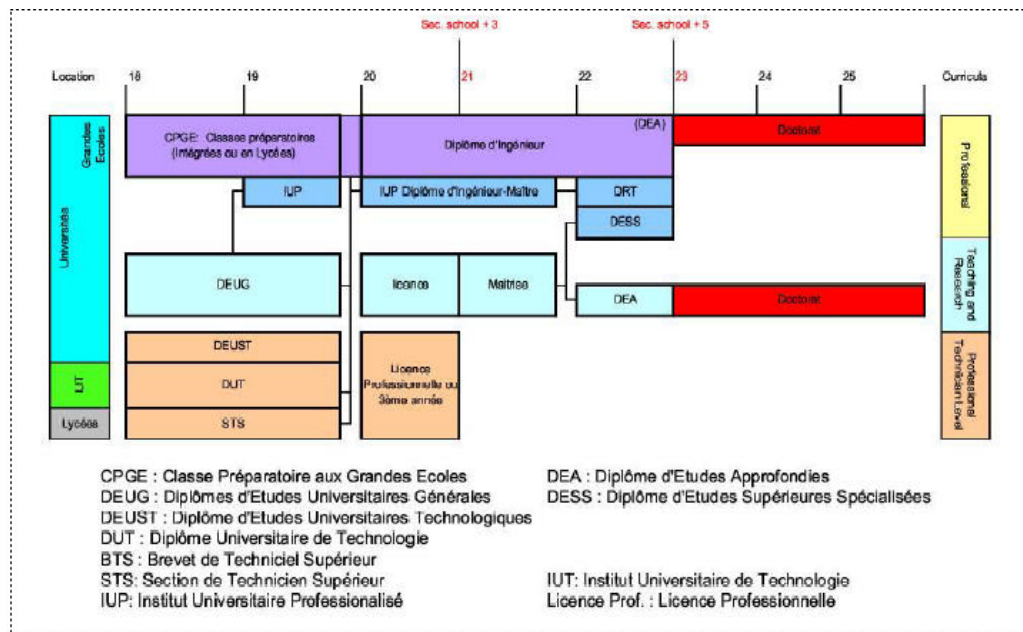 Sec. school + 3
Sec. school + 5
Location
18
19
20
21
22
23
24
25
Curricula
Grandes
Ecoles
CPGE: Classes préparatoires
(Intégrées ou en Lycées)
(DEA)
Diplôme d'Ingénieur
Doctorat
Professional
IUP
IUP Diplôme d'Ingénieur-Maître
DRT
DESS
Universités
DEUG
licence
Maitrise
DEA
Doctorat
Teaching and
Research
DEUST
IUT
DUT
Licence
Professionnelle ou
3ème année
Professional
Technician Level
Lycées
STS
CPGE : Classe Préparatoire aux Grandes Ecoles
DEUG : Diplômes d'Etudes Universitaires Générales
DEUST : Diplôme d'Etudes Universitaires Technologiques
DUT : Diplôme Universitaire de Technologie
BTS : Brevet de Techniciel Supérieur
STS: Section de Technicien Supérieur
IUP: Institut Universitaire Professionalisé
DEA : Diplôme d'Etudes Approfondies
DESS : Diplôme d'Etudes Supérieures Spécialisées
IUT: Institut Universitaire de Technologie
Licence Prof. : Licence Professionnelle